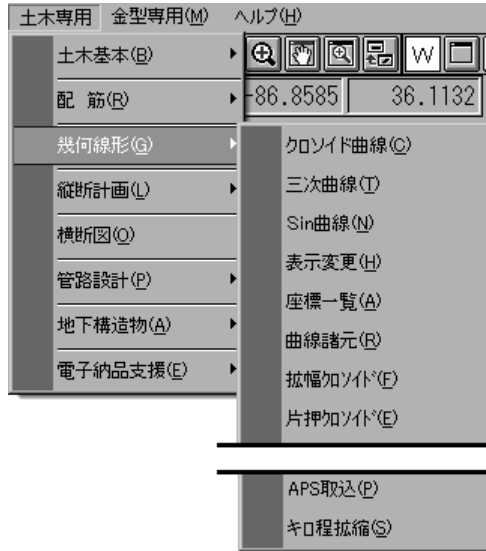 土木専用 金型専用(M) ヘルプ(H)
土木基本(B)
W
配 筋(R)
-86.8585 36.1132
幾何線形(G)
縦断計画(L)
横断図(O)
管路設計(P)
地下構造物(A)
電子納品支援(E)
クロソイド曲線(C)
三次曲線(T)
Sin曲線(N)
表示変更(H)
座標一覧(A)
曲線諸元(R)
拡幅クロソイド(F)
片押クロソイド(E)
APS取込(P)
キロ程拡縮(S)